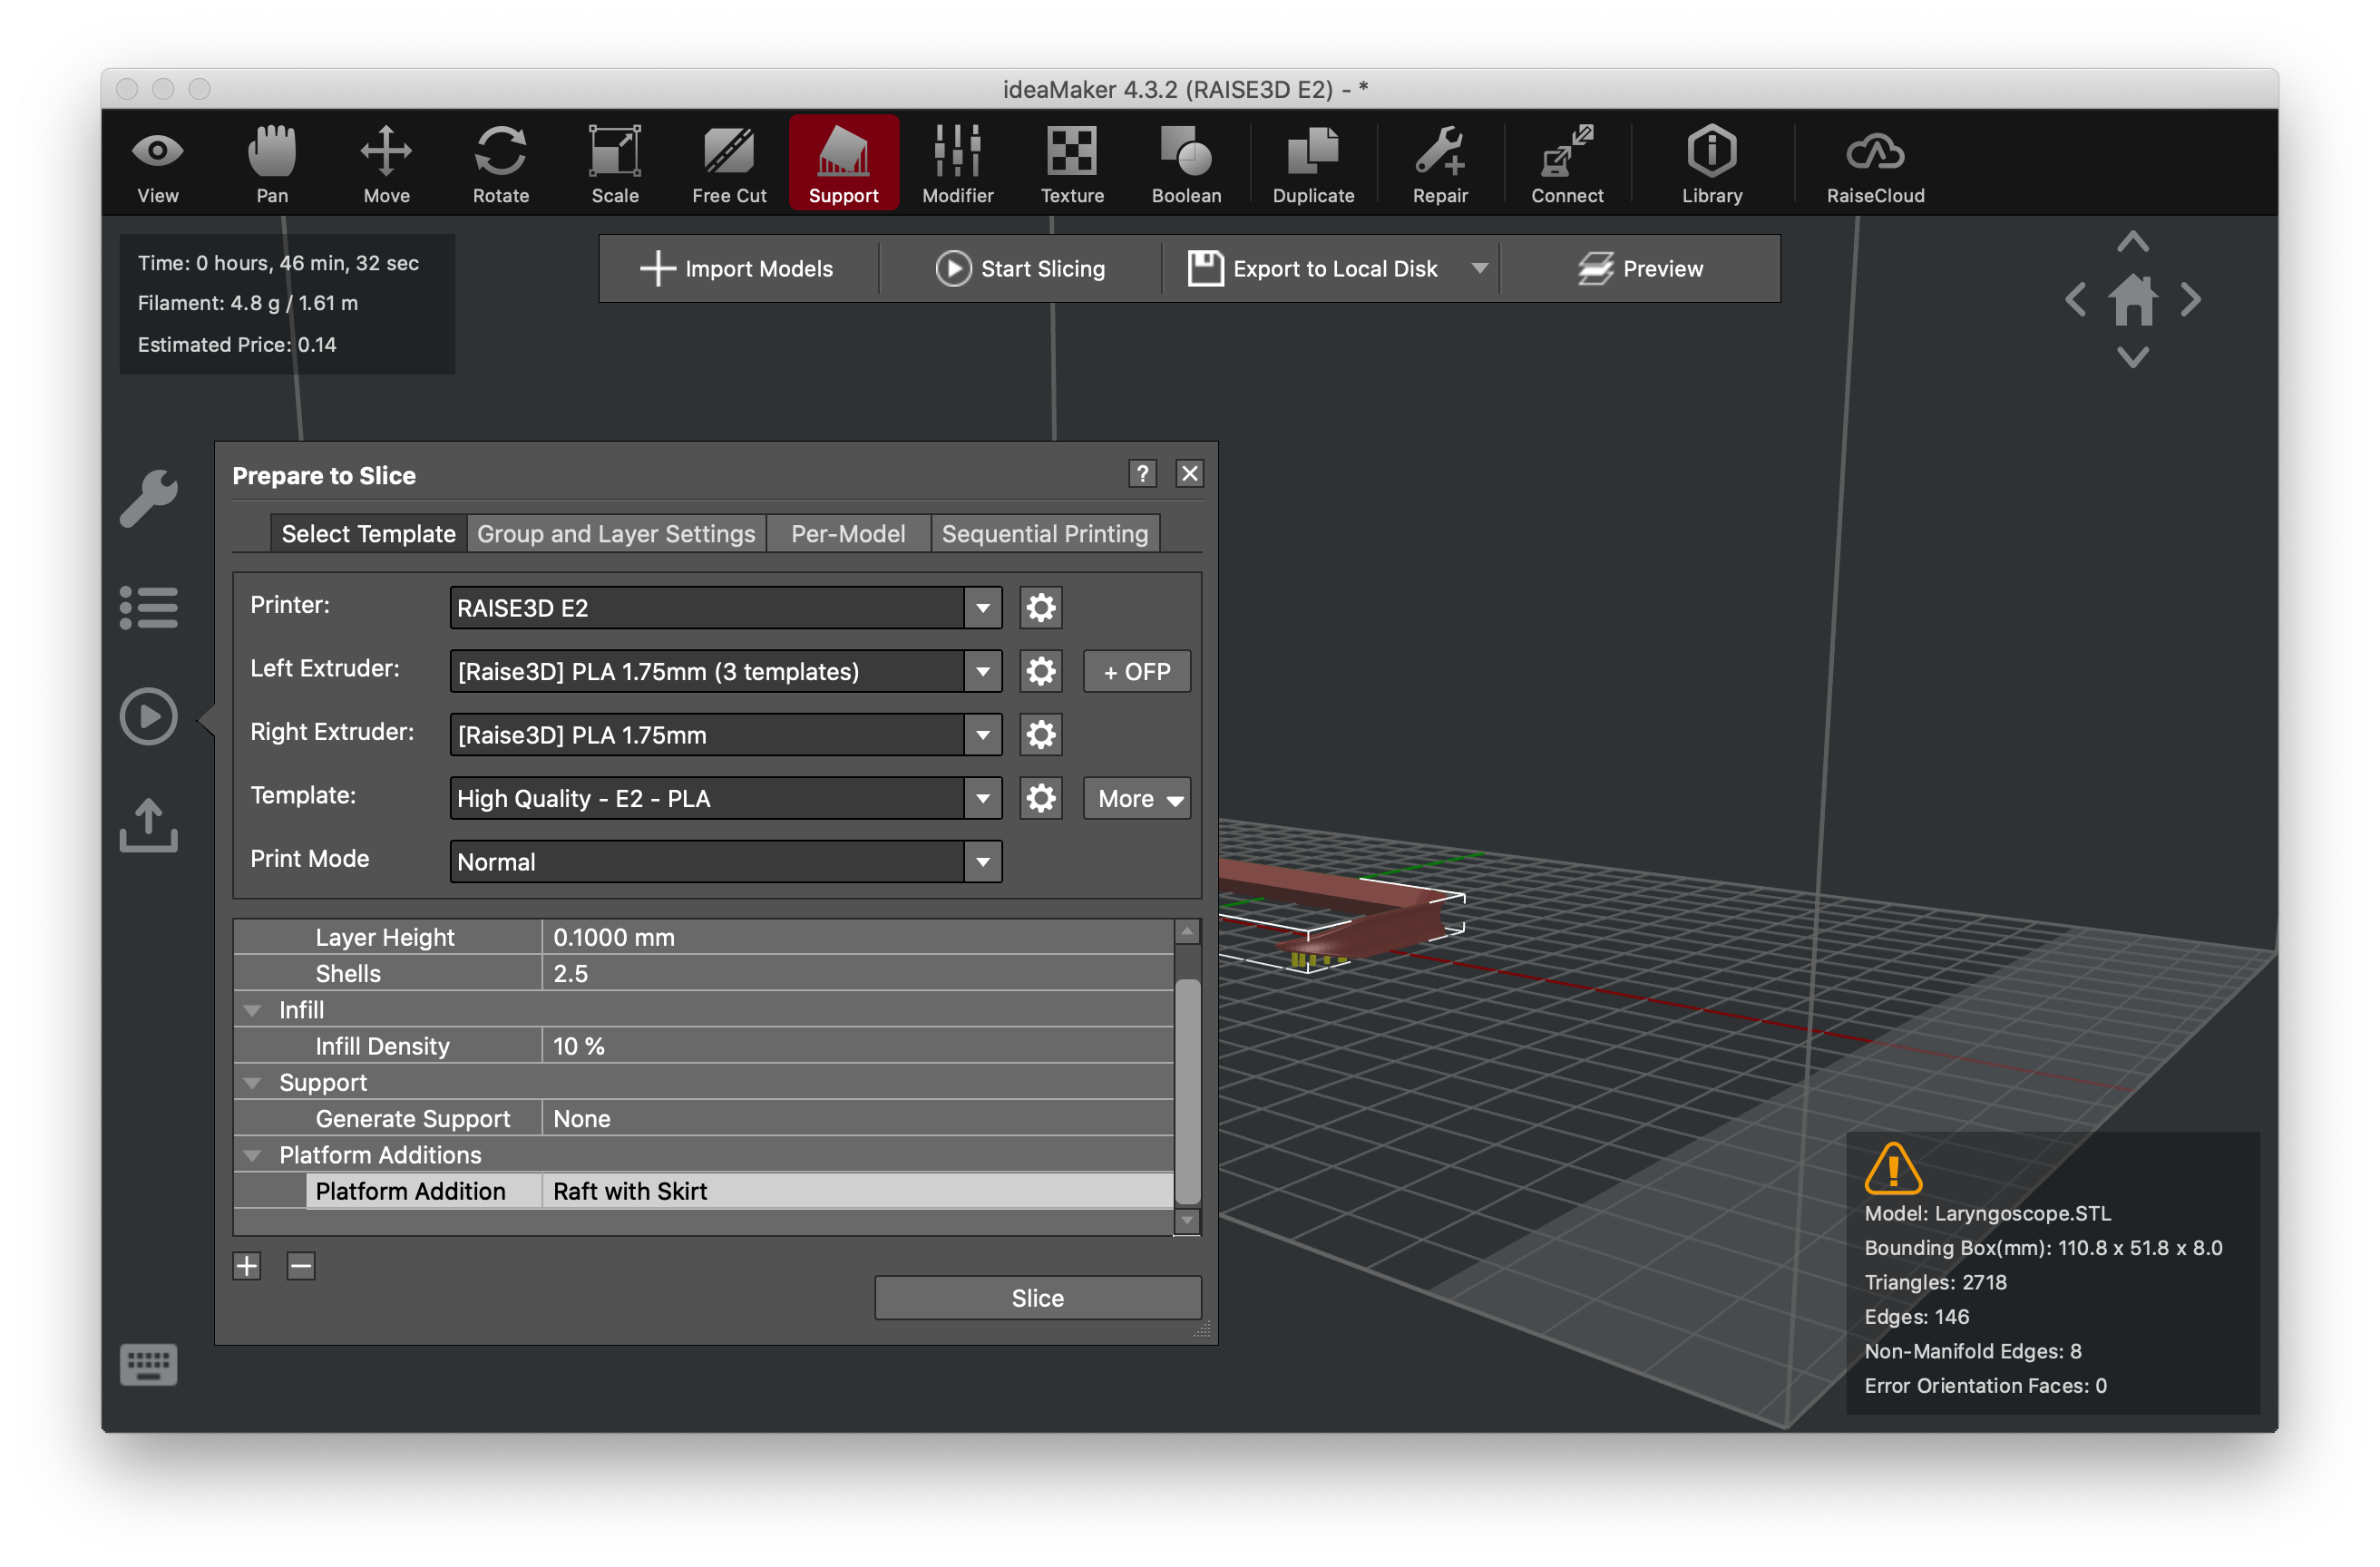 ideaMaker 4.3.2 (RAISE3D E2) - *
View Pan Move Rotate Scale Free Cut Support Modifier Texture Boolean Duplicate Repair Connect Library RaiseCloud
Time: 0 hours, 46 min, 32 sec
Filament: 4.8 g / 1.61 m
Estimated Price: 0.14
Import Models Start Slicing Export to Local Disk Preview
Prepare to Slice ?
Select Template Group and Layer Settings Per-Model Sequential Printing
Printer: RAISE3D E2
Left Extruder: [Raise3D] PLA 1.75mm (3 templates) + OFP
Right Extruder: [Raise3D] PLA 1.75mm
Template: High Quality - E2 - PLA More
Print Mode Normal
Layer Height 0.1000 mm
Shells 2.5
Infill
Infill Density 10 %
Support
Generate Support None
Platform Additions
Platform Addition Raft with Skirt
Slice
Model: Laryngoscope.STL
Bounding Box(mm): 110.8 x 51.8 x 8.0
Triangles: 2718
Edges: 146
Non-Manifold Edges: 8
Error Orientation Faces: 0